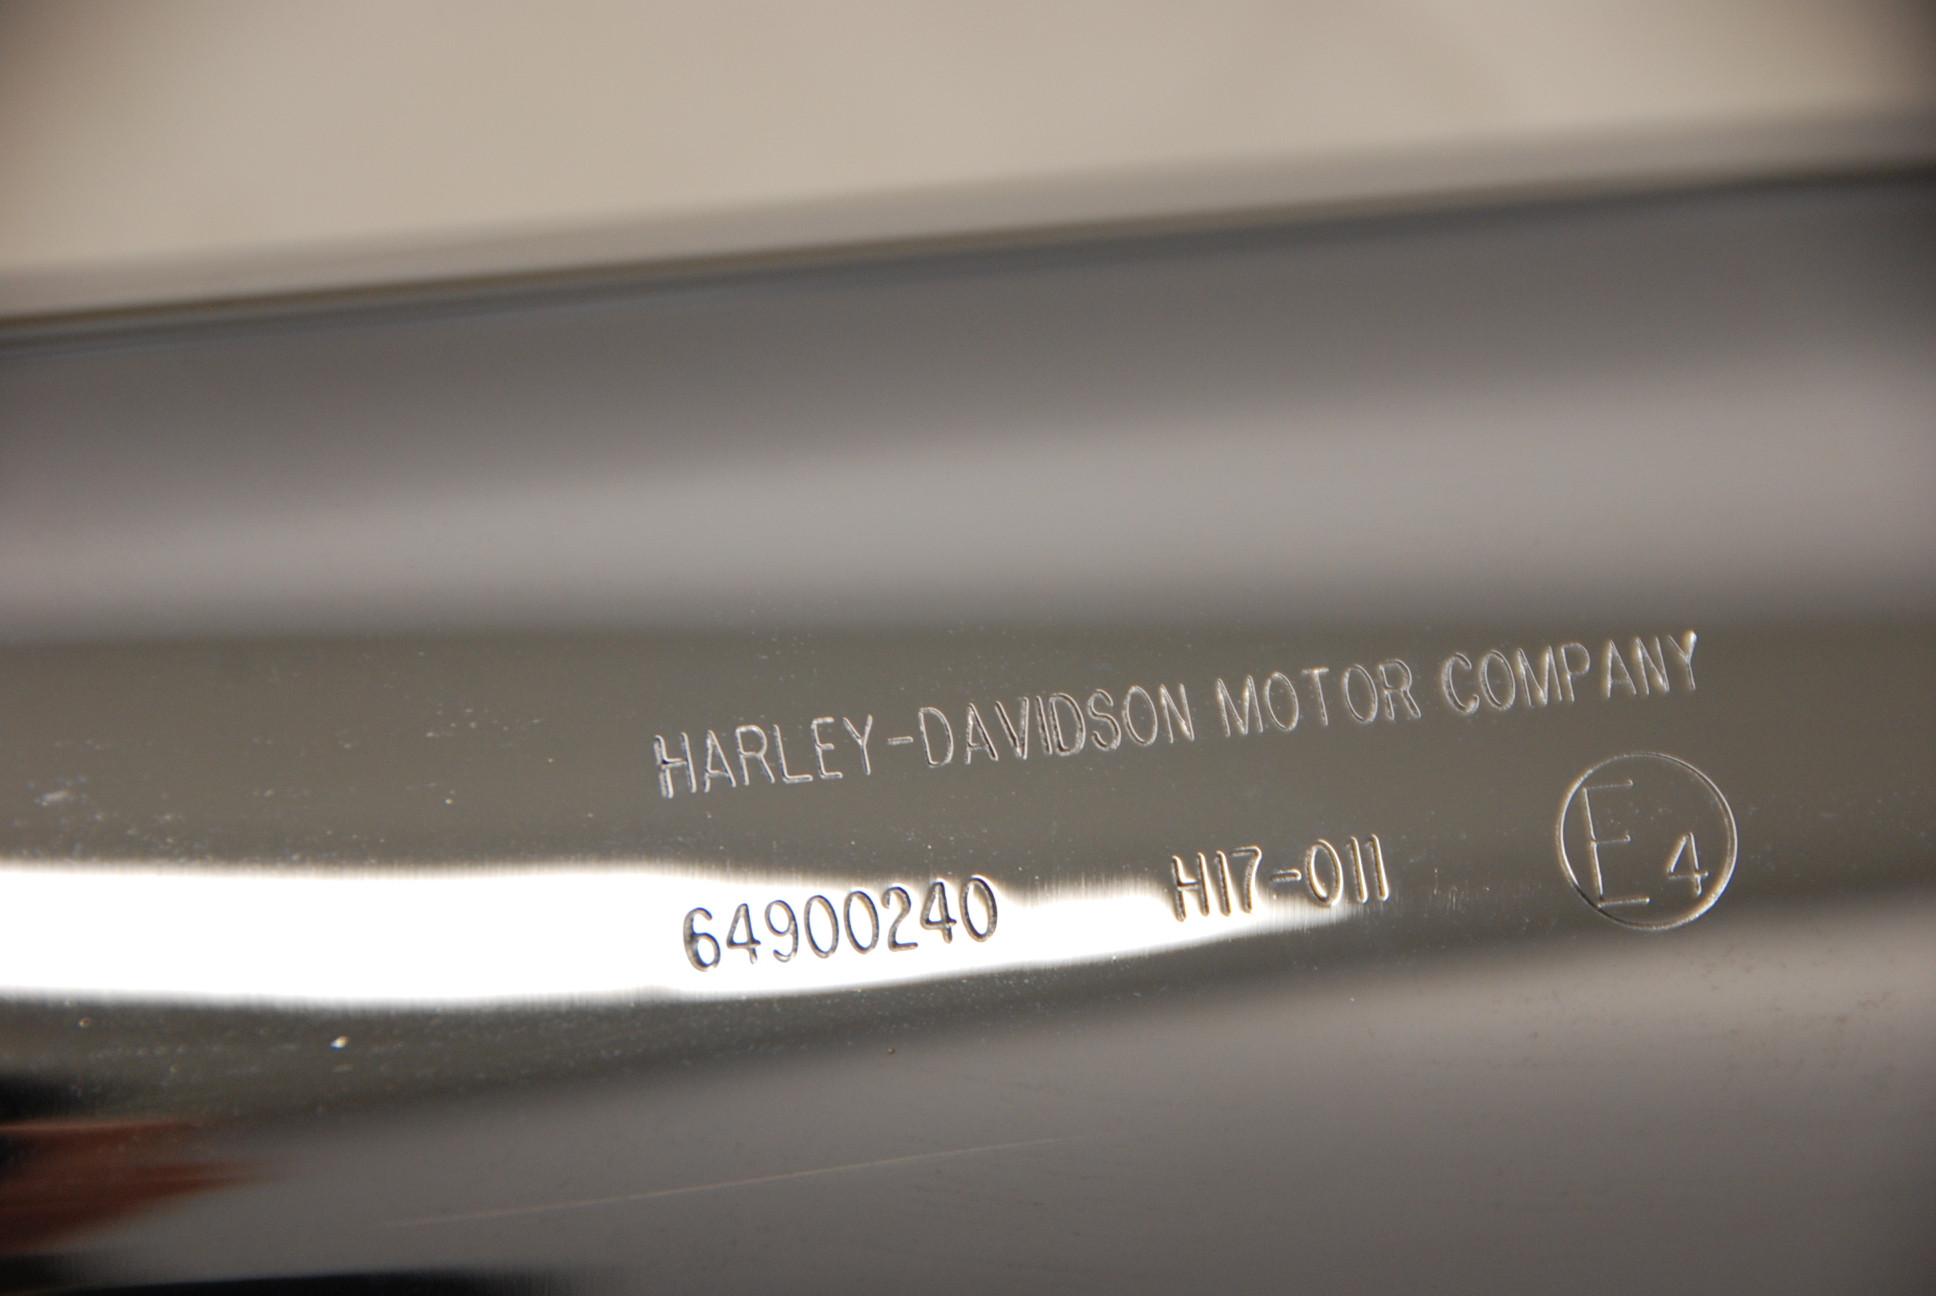 HARLEY-DAVIDSON MOTOR COMPANY
64900240 H17-011 E4